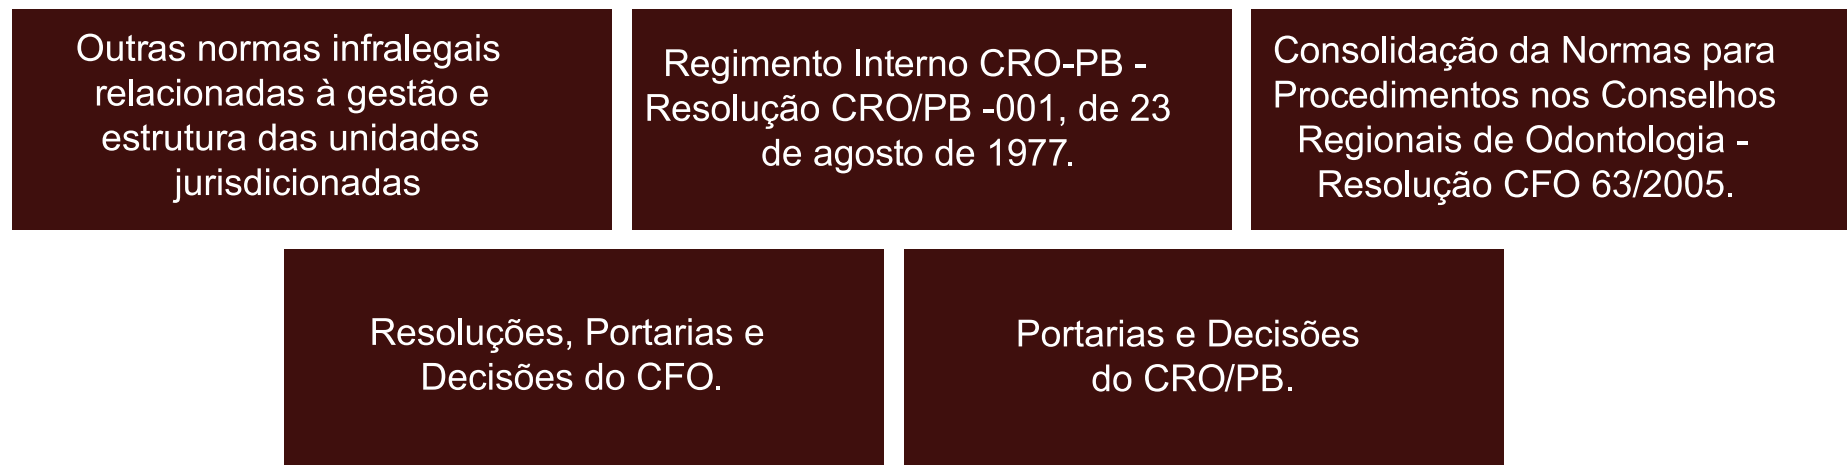 Outras normas infralegais
relacionadas à gestão e
estrutura das unidades
jurisdicionadas
Regimento Interno CRO-PB -
Resolução CRO/PB -001, de 23
de agosto de 1977.
Consolidação da Normas para
Procedimentos nos Conselhos
Regionais de Odontologia -
Resolução CFO 63/2005.
Resoluções, Portarias e
Decisões do CFO.
Portarias e Decisões
do CRO/PB.